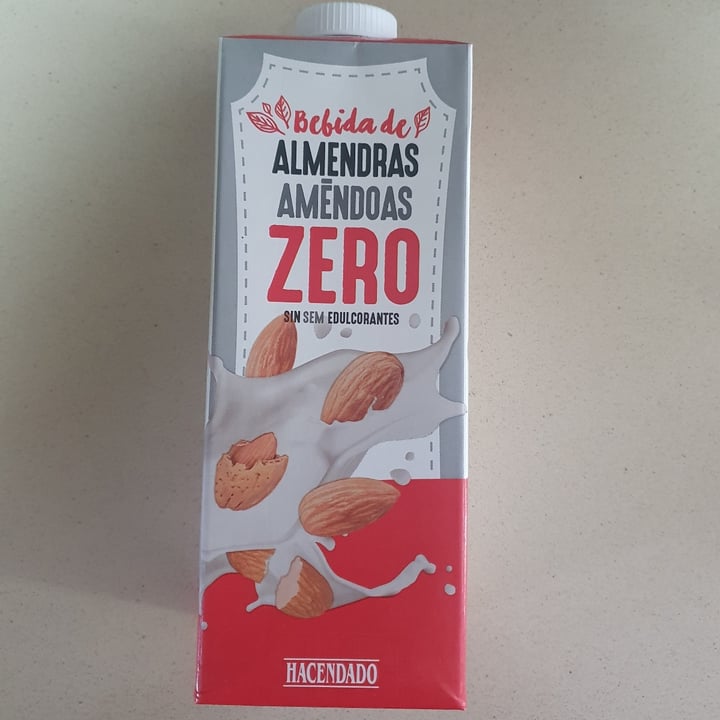 Bebida de
ALMENDRAS
AMÊNDOAS
ZERO
SIN SEM EDULCORANTES
HACENDADO